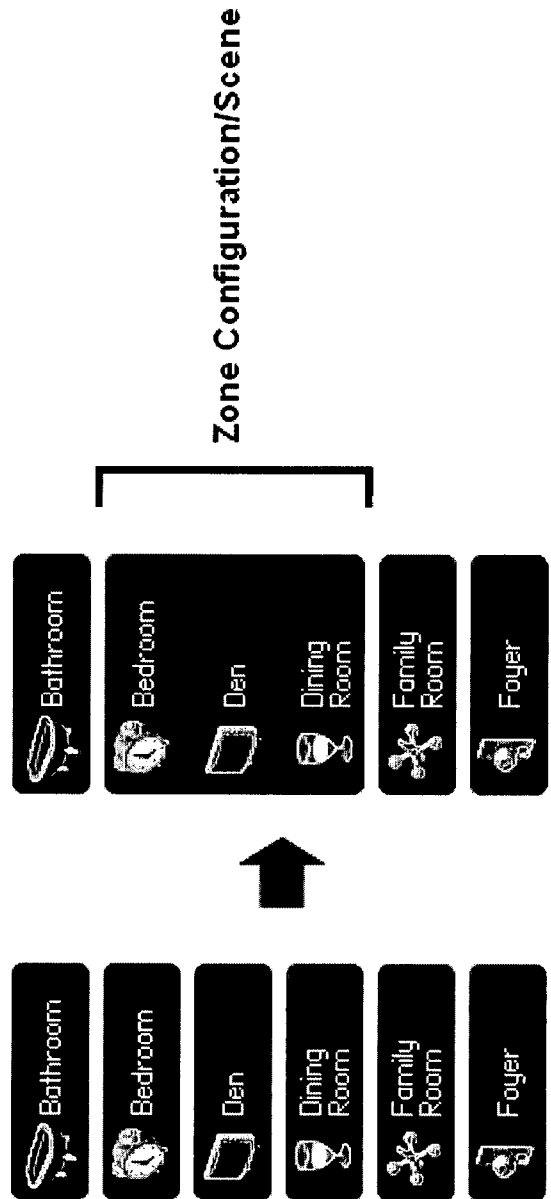 Bathroom
Bedroom
Den
Dining
Room
Family
Room
Foyer
Bathroom
Bedroom
Den
Dining
Room
Family
Room
Foyer
Zone Configuration/Scene